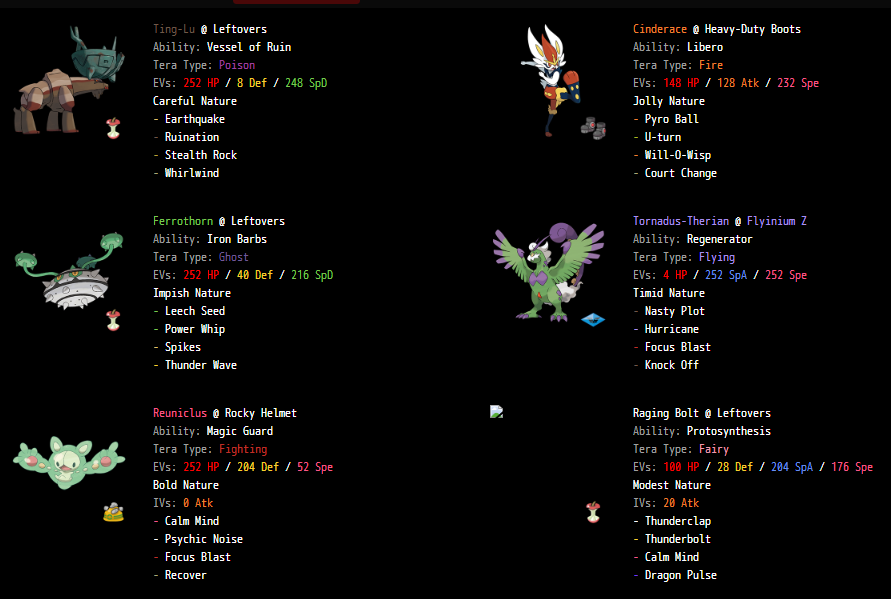 Ting-Lu @ Leftovers
Ability: Vessel of Ruin
Tera Type: Poison
EVs: 252 HP / 8 Def / 248 SpD
Careful Nature
- Earthquake
- Ruination
- Stealth Rock
- Whirlwind
Cinderace @ Heavy-Duty Boots
Ability: Libero
Tera Type: Fire
EVs: 148 HP / 128 Atk / 232 Spe
Jolly Nature
- Pyro Ball
- U-turn
- Will-O-Wisp
- Court Change
Ferrothorn @ Leftovers
Ability: Iron Barbs
Tera Type: Ghost
EVs: 252 HP / 40 Def / 216 SpD
Impish Nature
- Leech Seed
- Power Whip
- Spikes
- Thunder Wave
Tornadus-Therian @ Flyinium Z
Ability: Regenerator
Tera Type: Flying
EVs: 4 HP / 252 SpA / 252 Spe
Timid Nature
- Nasty Plot
- Hurricane
- Focus Blast
- Knock Off
Reuniclus @ Rocky Helmet
Ability: Magic Guard
Tera Type: Fighting
EVs: 252 HP / 204 Def / 52 Spe
Bold Nature
IVs: 0 Atk
- Calm Mind
- Psychic Noise
- Focus Blast
- Recover
Raging Bolt @ Leftovers
Ability: Protosynthesis
Tera Type: Fairy
EVs: 100 HP / 28 Def / 204 SpA / 176 Spe
Modest Nature
IVs: 20 Atk
- Thunderclap
- Thunderbolt
- Calm Mind
- Dragon Pulse